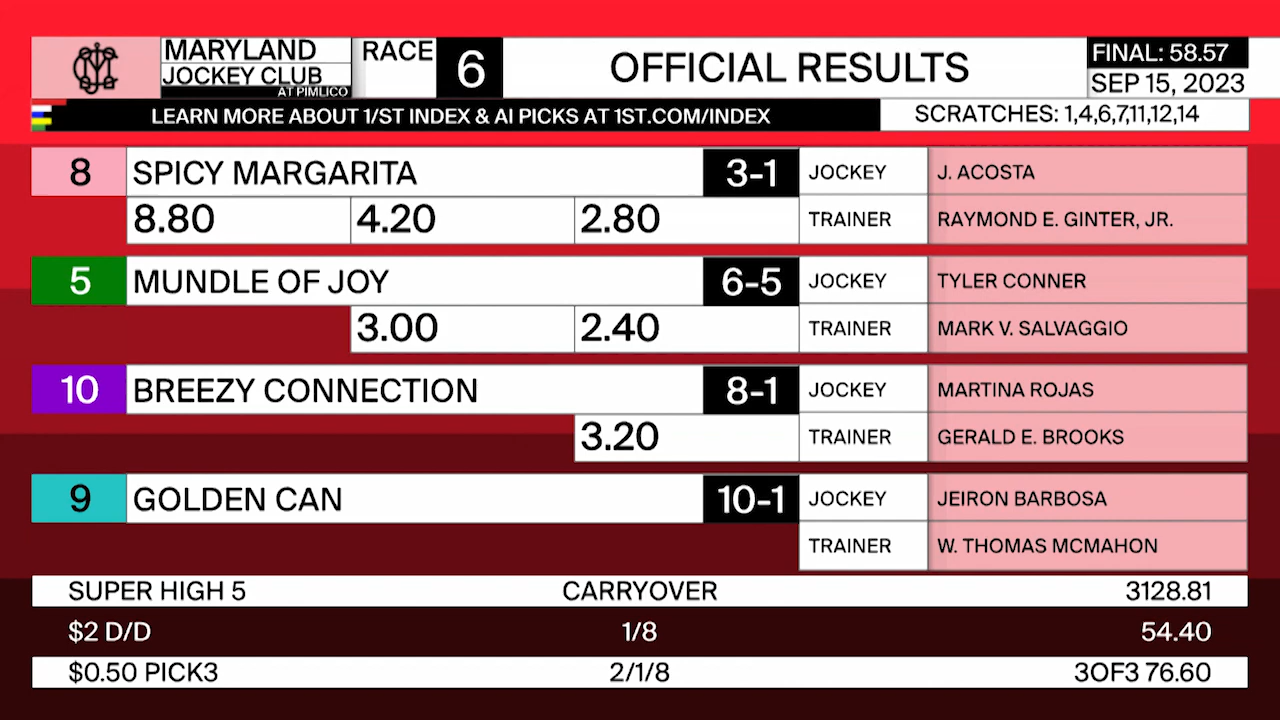 MARYLAND
JOCKEY CLUB
AT PIMLICO
RACE 6
OFFICIAL RESULTS
FINAL: 58.57
SEP 15, 2023
LEARN MORE ABOUT 1/ST INDEX & AI PICKS AT 1ST.COM/INDEX
SCRATCHES: 1,4,6,7,11,12,14
8 SPICY MARGARITA 3-1 JOCKEY J. ACOSTA
8.80 4.20 2.80 TRAINER RAYMOND E. GINTER, JR.
5 MUNDLE OF JOY 6-5 JOCKEY TYLER CONNER
3.00 2.40 TRAINER MARK V. SALVAGGIO
10 BREEZY CONNECTION 8-1 JOCKEY MARTINA ROJAS
3.20 TRAINER GERALD E. BROOKS
9 GOLDEN CAN 10-1 JOCKEY JEIRON BARBOSA
TRAINER W. THOMAS MCMAHON
SUPER HIGH 5 CARRYOVER 3128.81
$2 D/D 1/8 54.40
$0.50 PICK3 2/1/8 3OF3 76.60